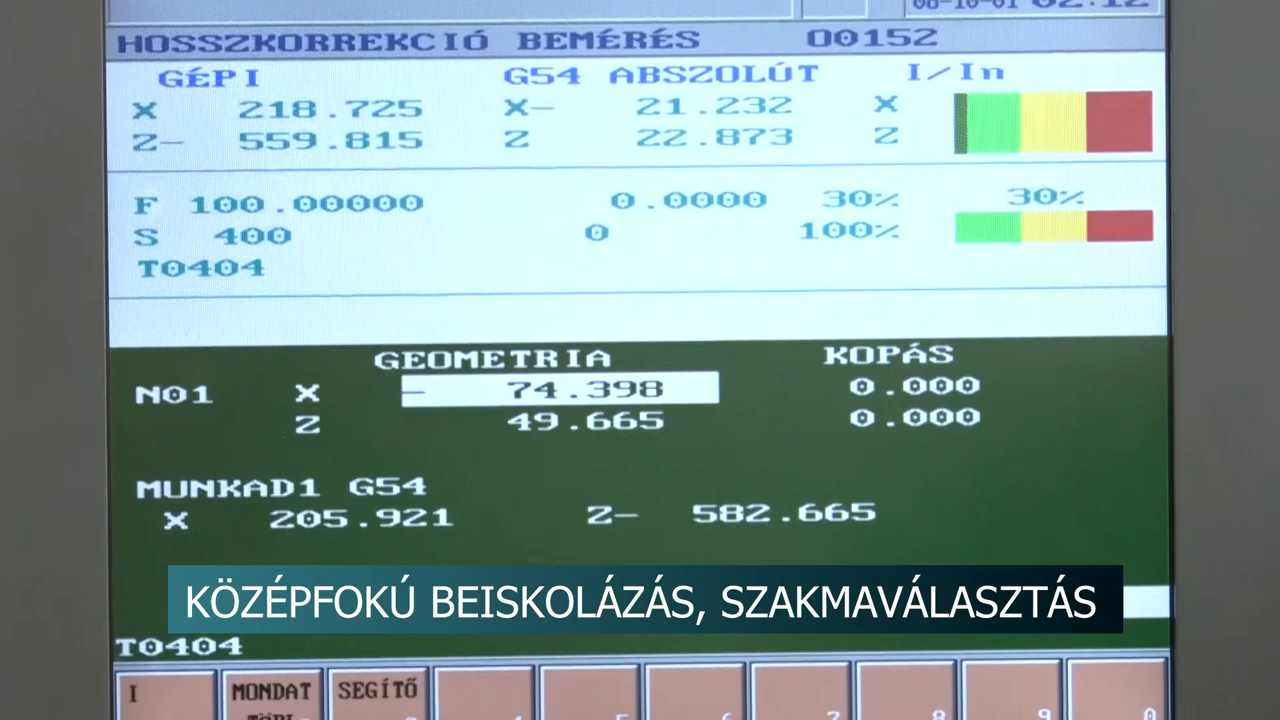 HOSSZKORREKCIÓ BEMÉRÉS O0152
GÉPI G54 ABSZOLÚT I/In
X 218.725 X- 21.232 X
Z- 559.815 Z 22.873 Z
F 100.00000 0.0000 30% 30%
S 400 0 100%
T0404
GEOMETRIA KOPÁS
N01 X - 74.398 0.000
Z 49.665 0.000
MUNKAD1 G54
X 205.921 Z- 582.665
KÖZÉPFOKÚ BEISKOLÁZÁS, SZAKMAVÁLASZTÁS
T0404
I MONDAT SEGÍTŐ